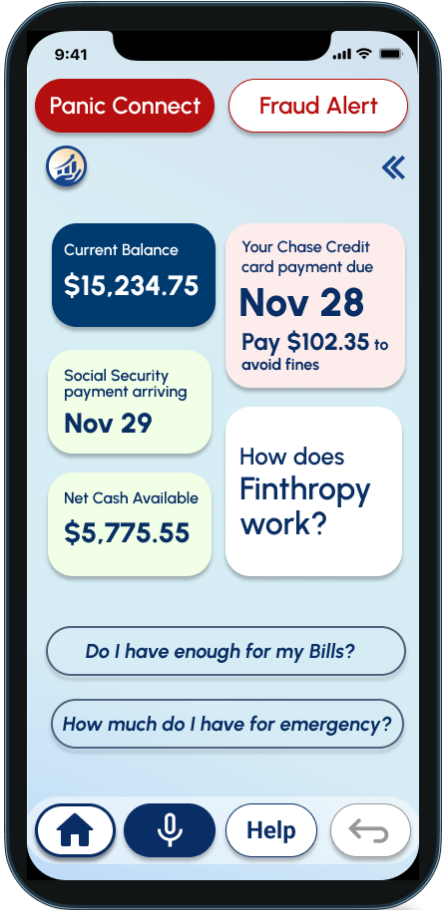 9:41
Panic Connect
Fraud Alert
Current Balance
$15,234.75
Your Chase Credit
card payment due
Nov 28
Pay $102.35 to
avoid fines
Social Security
payment arriving
Nov 29
Net Cash Available
$5,775.55
How does
Finthropy
work?
Do I have enough for my Bills?
How much do I have for emergency?
Help